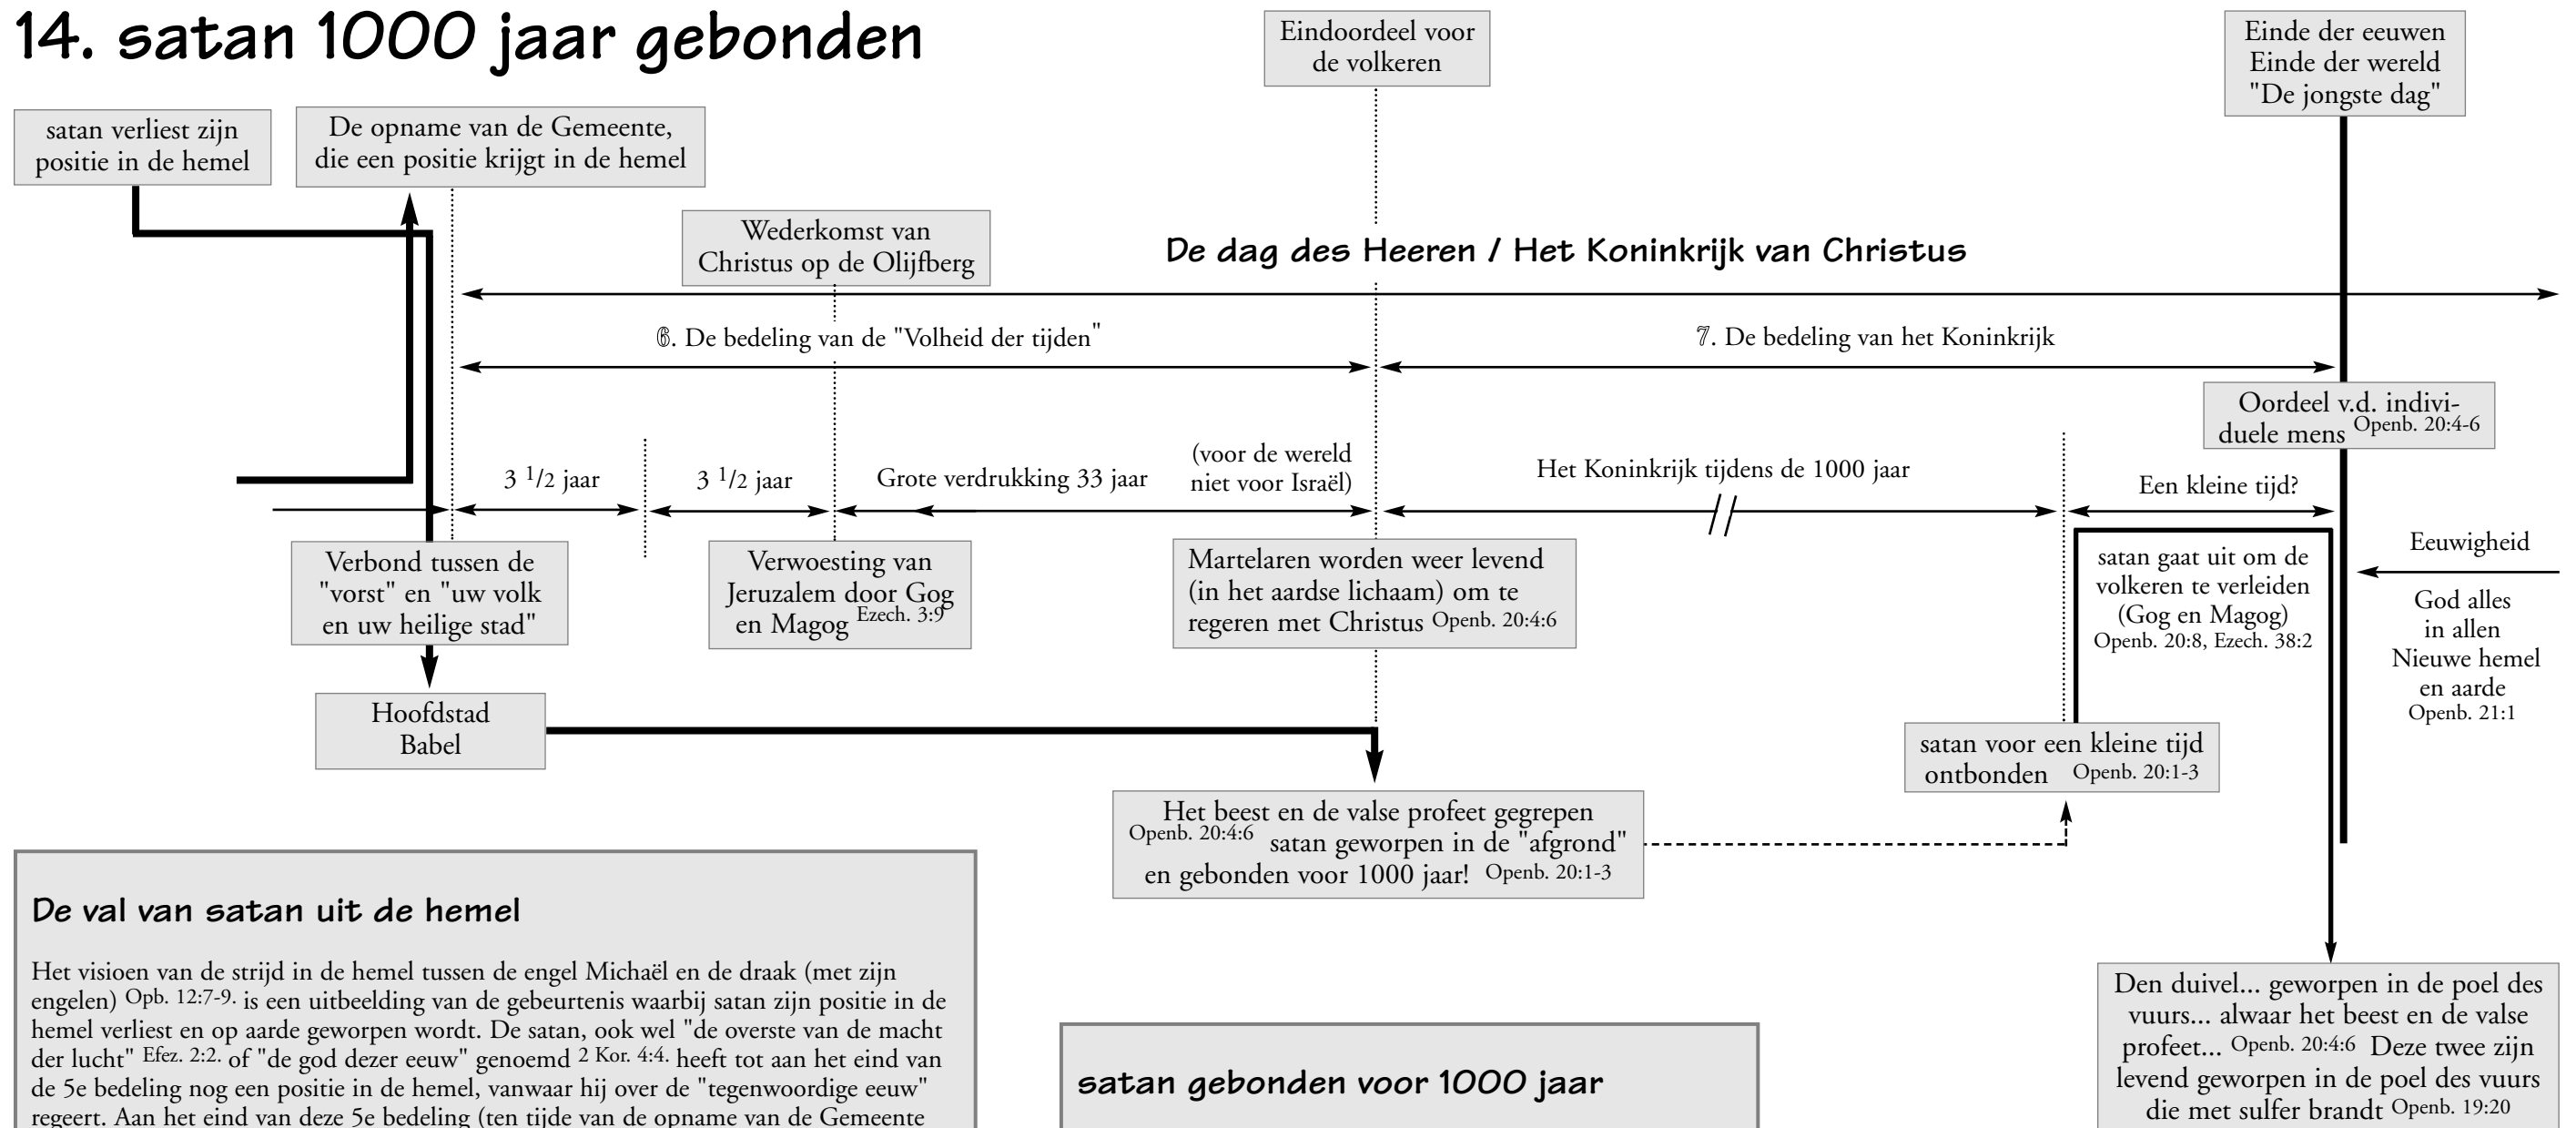 14. satan 1000 jaar gebonden
Eindoordeel voor
de volkeren
Einde der eeuwen
Einde der wereld
"De jongste dag"
satan verliest zijn
positie in de hemel
De opname van de Gemeente,
die een positie krijgt in de hemel
Wederkomst van
Christus op de Olijfberg
De dag des Heeren / Het Koninkrijk van Christus
6. De bedeling van de "Volheid der tijden"
7. De bedeling van het Koninkrijk
Oordeel v.d. indivi-
duele mens Openb. 20:4-6
3 1/2 jaar
3 1/2 jaar
Grote verdrukking 33 jaar
(voor de wereld
niet voor Israël)
Het Koninkrijk tijdens de 1000 jaar
Een kleine tijd?
Verbond tussen de
"vorst" en "uw volk
en uw heilige stad"
Verwoesting van
Jeruzalem door Gog
en Magog Ezech. 3:9
Martelaren worden weer levend
(in het aardse lichaam) om te
regeren met Christus Openb. 20:4:6
satan gaat uit om de
volkeren te verleiden
(Gog en Magog)
Openb. 20:8, Ezech. 38:2
Eeuwigheid
God alles
in allen
Nieuwe hemel
en aarde
Openb. 21:1
Hoofdstad
Babel
satan voor een kleine tijd
ontbonden Openb. 20:1-3
Het beest en de valse profeet gegrepen
Openb. 20:4:6 satan geworpen in de "afgrond"
en gebonden voor 1000 jaar! Openb. 20:1-3
De val van satan uit de hemel
Het visioen van de strijd in de hemel tussen de engel Michaël en de draak (met zijn
engelen) Opb. 12:7-9. is een uitbeelding van de gebeurtenis waarbij satan zijn positie in de
hemel verliest en op aarde geworpen wordt. De satan, ook wel "de overste van de macht
der lucht" Efez. 2:2. of "de god dezer eeuw" genoemd 2 Kor. 4:4. heeft tot aan het eind van
de 5e bedeling nog een positie in de hemel, vanwaar hij over de "tegenwoordige eeuw"
regeert. Aan het eind van deze 5e bedeling (ten tijde van de opname van de Gemeente
satan gebonden voor 1000 jaar
Den duivel... geworpen in de poel des
vuurs... alwaar het beest en de valse
profeet... Openb. 20:4:6 Deze twee zijn
levend geworpen in de poel des vuurs
die met sulfer brandt Openb. 19:20